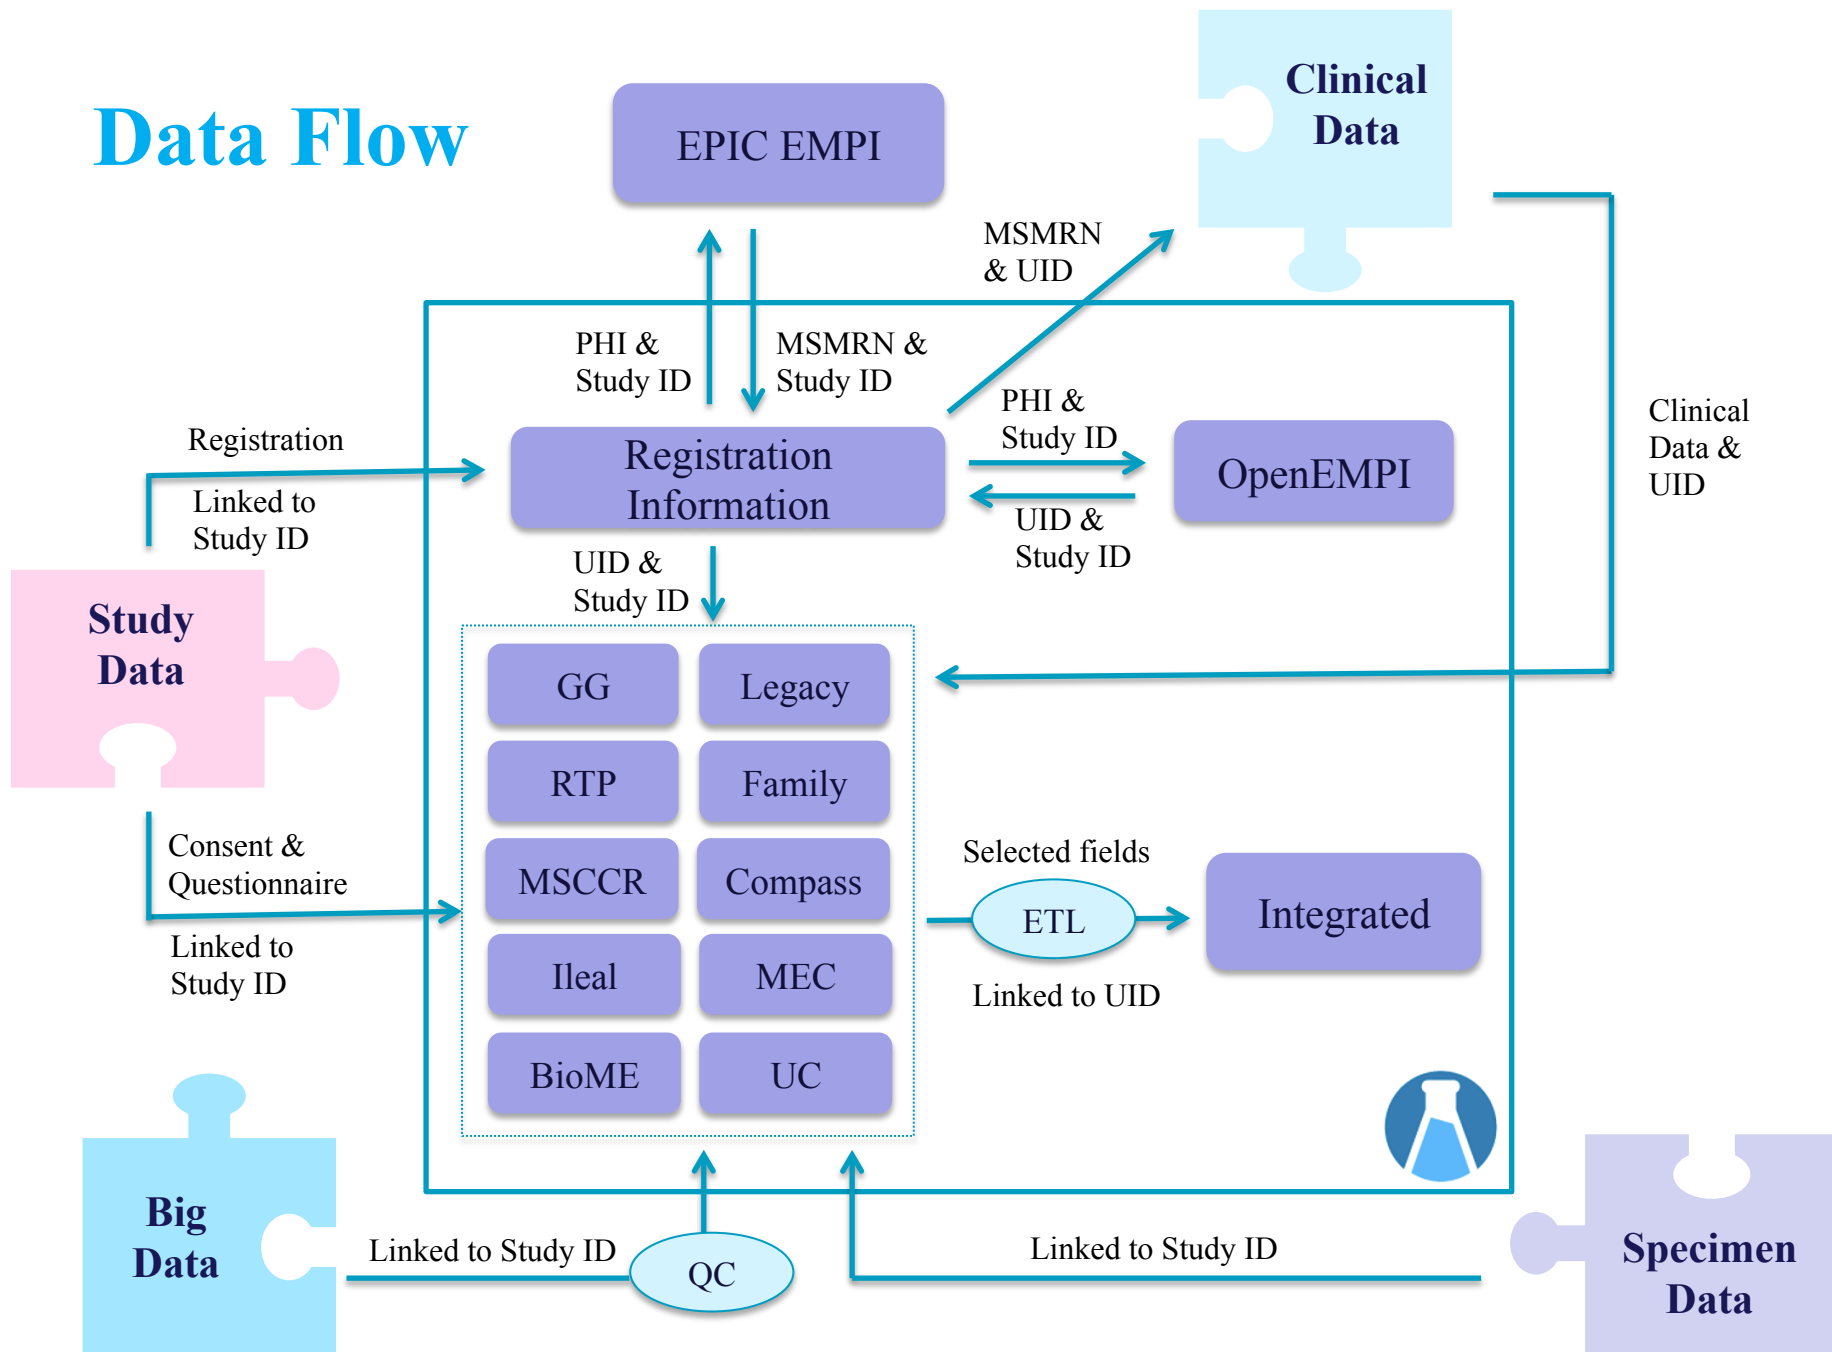 Data Flow
EPIC EMPI
Clinical
Data
MSMRN
& UID
PHI &
Study ID
MSMRN &
Study ID
Registration
Linked to
Study ID
Registration
Information
PHI &
Study ID
UID &
Study ID
OpenEMPI
Clinical
Data &
UID
UID &
Study ID
Study
Data
GG
Legacy
RTP
Family
MSCCR
Compass
Ileal
MEC
BioME
UC
Consent &
Questionnaire
Linked to
Study ID
Selected fields
ETL
Linked to UID
Integrated
Big
Data
Linked to Study ID
QC
Linked to Study ID
Specimen
Data